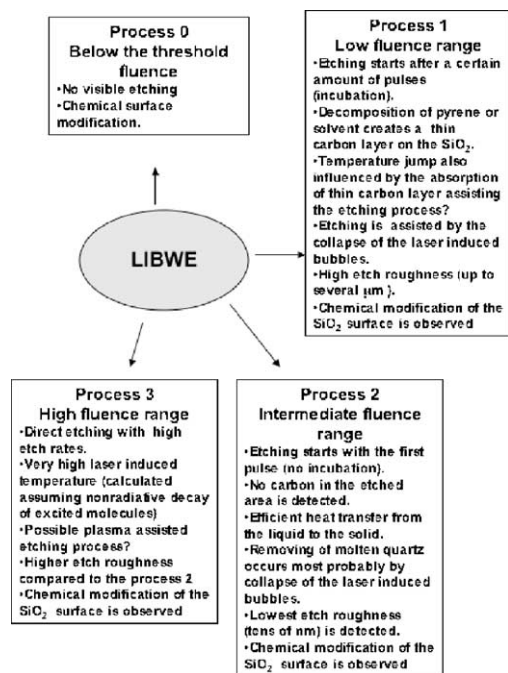 Process 0
Below the threshold
fluence
•No visible etching
•Chemical surface
modification.
Process 1
Low fluence range
•Etching starts after a certain
amount of pulses
(incubation).
•Decomposition of pyrene or
solvent creates a thin
carbon layer on the SiO₂.
•Temperature jump also
influenced by the absorption
of thin carbon layer assisting
the etching process?
•Etching is assisted by the
collapse of the laser induced
bubbles.
•High etch roughness (up to
several μm).
•Chemical modification of the
SiO₂ surface is observed
LIBWE
Process 3
High fluence range
•Direct etching with high
etch rates.
•Very high laser induced
temperature (calculated
assuming nonradiative decay
of excited molecules)
•Possible plasma assisted
etching process?
•Higher etch roughness
compared to the process 2
•Chemical modification of the
SiO₂ surface is observed
Process 2
Intermediate fluence
range
•Etching starts with the first
pulse (no incubation).
•No carbon in the etched
area is detected.
•Efficient heat transfer from
the liquid to the solid.
•Removing of molten quartz
occurs most probably by
collapse of the laser induced
bubbles.
•Lowest etch roughness
(tens of nm) is detected.
•Chemical modification of the
SiO₂ surface is observed